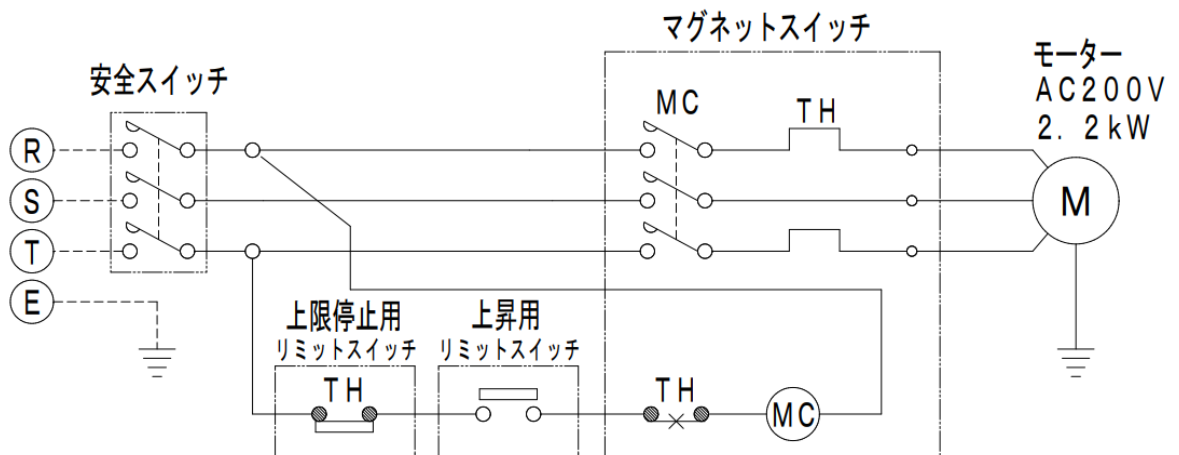 マグネットスイッチ
安全スイッチ
モーター
AC200V
2.2kW
MC
TH
R
S
T
E
M
上限停止用
リミットスイッチ
上昇用
リミットスイッチ
TH
TH
MC